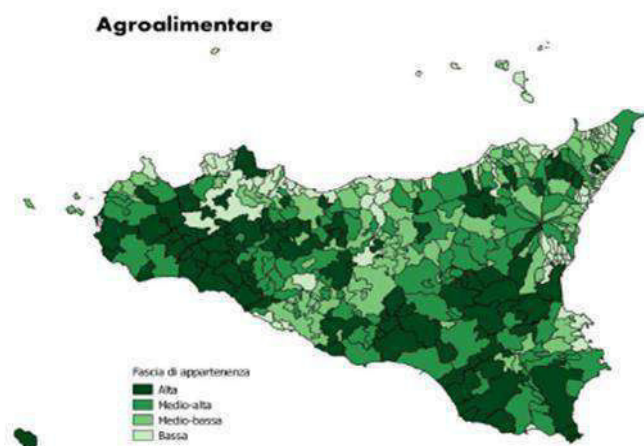 Agroalimentare
Fascia di appartenenza
Alta
Medio-alta
Medio-bassa
Bassa